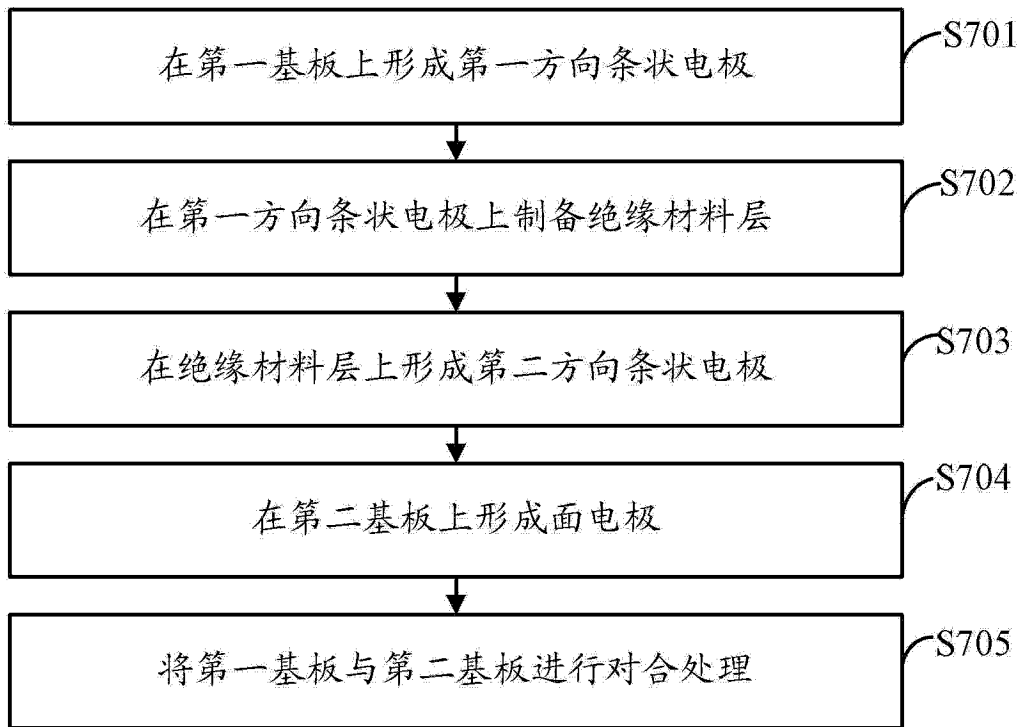 在第一基板上形成第一方向条状电极
S701
在第一方向条状电极上制备绝缘材料层
S702
在绝缘材料层上形成第二方向条状电极
S703
在第二基板上形成面电极
S704
将第一基板与第二基板进行对合处理
S705